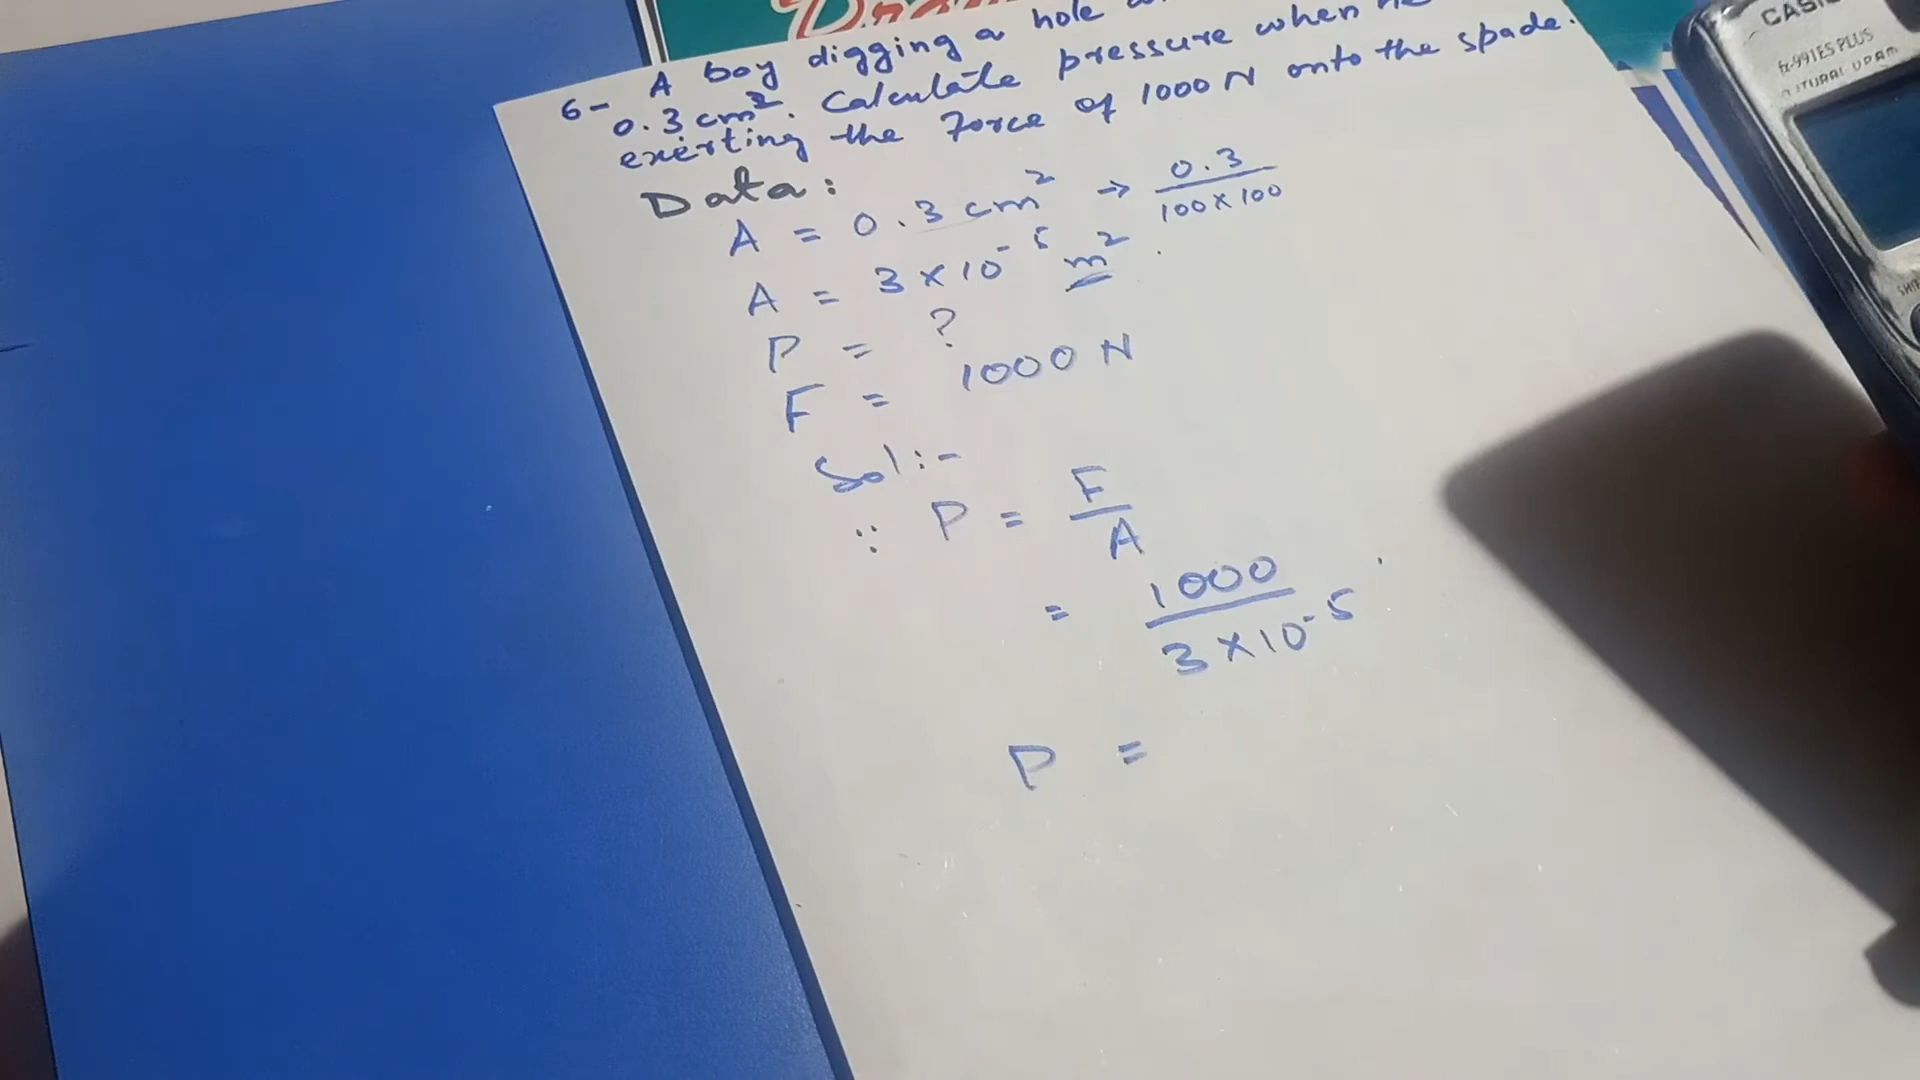 6- A boy digging a hole
0.3 cm². Calculate pressure when
exerting the Force of 1000 N onto the spade.
Data:
A = 0.3 cm² → 0.3 / 100 × 100
A = 3 × 10⁻⁵ m²
P = ?
F = 1000 N
Sol:-
∵ P = F / A
= 1000 / 3 × 10⁻⁵
P =
CASIO
fx-991ES PLUS